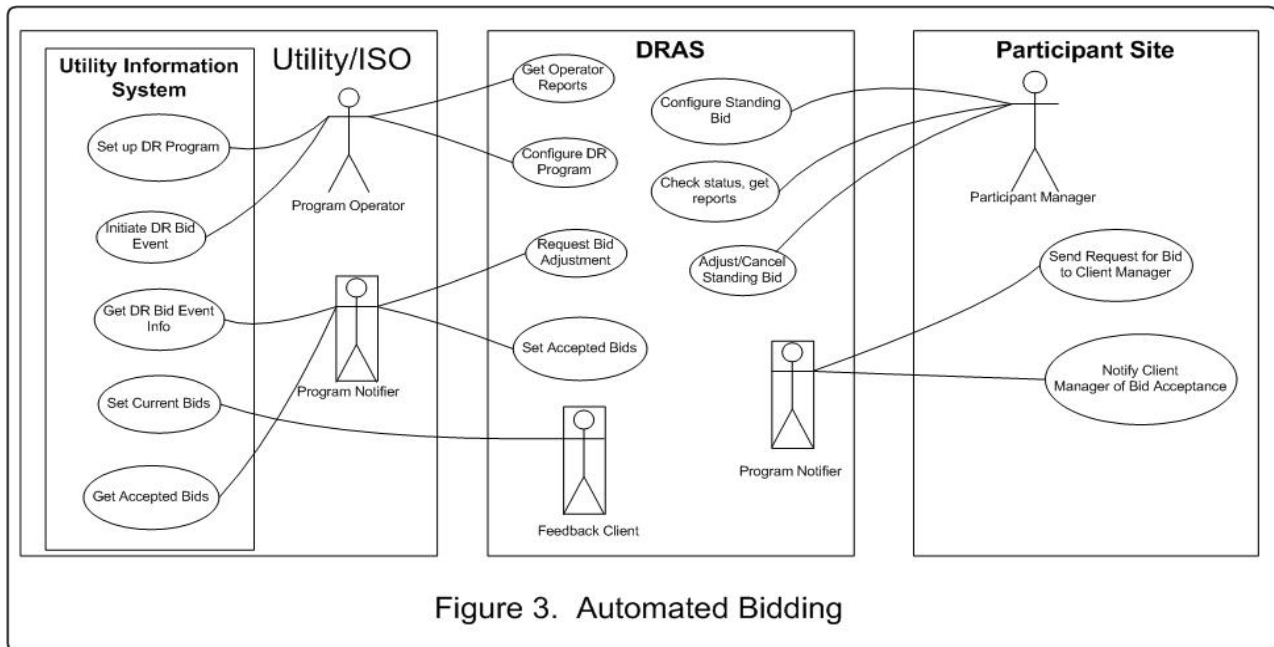 Utility/ISO
Utility Information
System
Set up DR Program
Initiate DR Bid
Event
Get DR Bid Event
Info
Set Current Bids
Get Accepted Bids
Program Operator
Program Notifier
DRAS
Get Operator
Reports
Configure DR
Program
Request Bid
Adjustment
Set Accepted Bids
Feedback Client
Configure Standing
Bid
Check status, get
reports
Adjust/Cancel
Standing Bid
Program Notifier
Participant Site
Participant Manager
Send Request for Bid
to Client Manager
Notify Client
Manager of Bid Acceptance
Figure 3. Automated Bidding